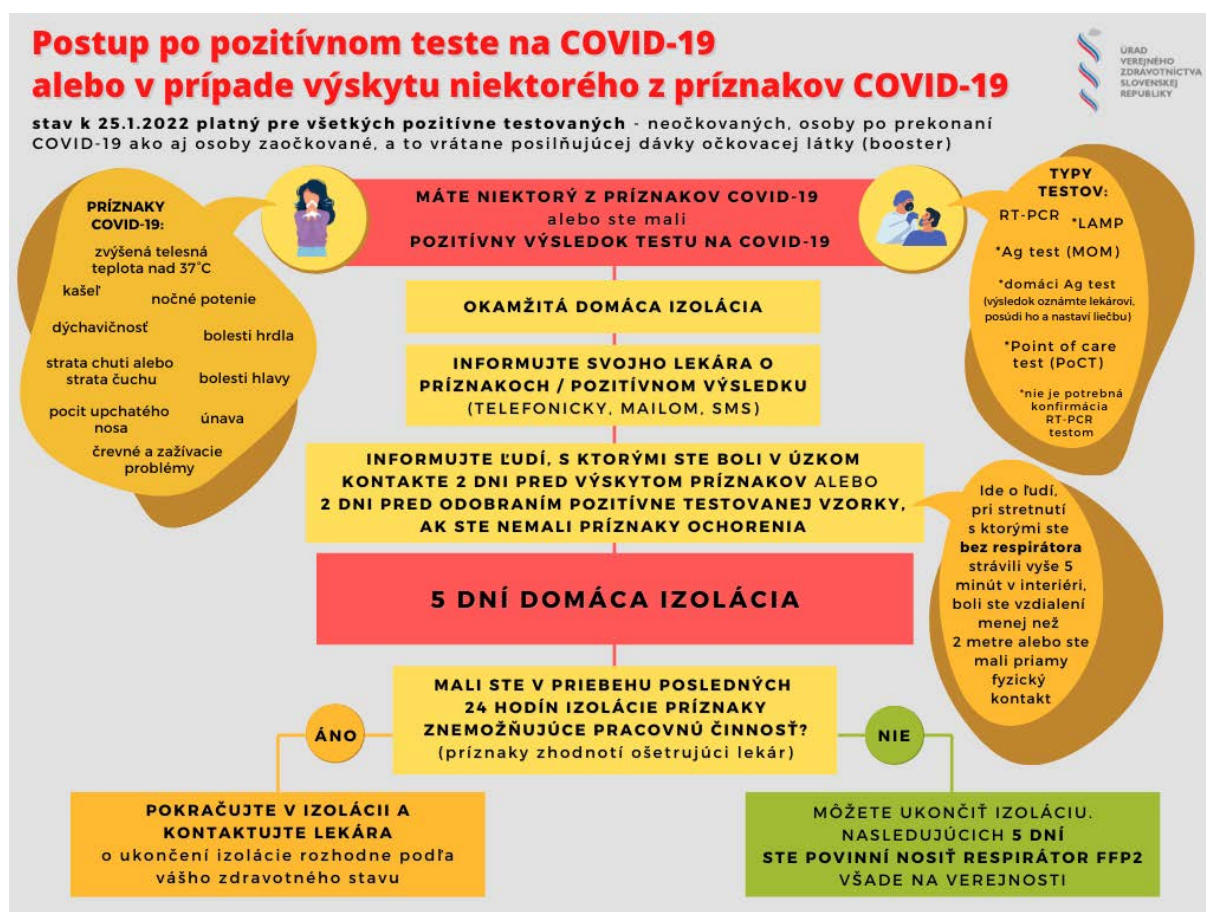 Postup po pozitívnom teste na COVID-19
alebo v prípade výskytu niektorého z príznakov COVID-19
ÚRAD
VEREJNÉHO
ZDRAVOTNÍCTVA
SLOVENSKEJ
REPUBLIKY
stav k 25.1.2022 platný pre všetkých pozitívne testovaných - neočkovaných, osoby po prekonaní
COVID-19 ako aj osoby zaočkované, a to vrátane posilňujúcej dávky očkovacej látky (booster)
PRÍZNAKY
COVID-19:
zvýšená telesná
teplota nad 37°C
kašeľ
nočné potenie
dýchavičnosť
bolesti hrdla
strata chuti alebo
strata čuchu
bolesti hlavy
pocit upchatého
nosa
únava
črevné a zažívacie
problémy
MÁTE NIEKTORÝ Z PRÍZNAKOV COVID-19
alebo ste mali
POZITÍVNY VÝSLEDOK TESTU NA COVID-19
TYPY
TESTOV:
RT-PCR
*LAMP
*Ag test (MOM)
*domáci Ag test
(výsledok oznámte lekárovi,
posúdi ho a nastaví liečbu)
*Point of care
test (PoCT)
*nie je potrebná
konfirmácia
RT-PCR
testom
OKAMŽITÁ DOMÁCA IZOLÁCIA
INFORMUJTE SVOJHO LEKÁRA O
PRÍZNAKOCH / POZITÍVNOM VÝSLEDKU
(TELEFONICKY, MAILOM, SMS)
INFORMUJTE ĽUDÍ, S KTORÝMI STE BOLI V ÚZKOM
KONTAKTE 2 DNI PRED VÝSKYTOM PRÍZNAKOV ALEBO
2 DNI PRED ODOBRANÍM POZITÍVNE TESTOVANEJ VZORKY,
AK STE NEMALI PRÍZNAKY OCHORENIA
Ide o ľudí,
pri stretnutí
s ktorými ste
bez respirátora
strávili vyše 5
minút v interiéri,
boli ste vzdialení
menej než
2 metre alebo ste
mali priamy
fyzický
kontakt
5 DNÍ DOMÁCA IZOLÁCIA
MALI STE V PRIEBEHU POSLEDNÝCH
24 HODÍN IZOLÁCIE PRÍZNAKY
ZNEMOŽŇUJÚCE PRACOVNÚ ČINNOSŤ?
(príznaky zhodnotí ošetrujúci lekár)
ÁNO
NIE
POKRAČUJTE V IZOLÁCII A
KONTAKTUJTE LEKÁRA
o ukončení izolácie rozhodne podľa
vášho zdravotného stavu
MÔŽETE UKONČIŤ IZOLÁCIU.
NASLEDUJÚCICH 5 DNÍ
STE POVINNÍ NOSIŤ RESPIRÁTOR FFP2
VŠADE NA VEREJNOSTI